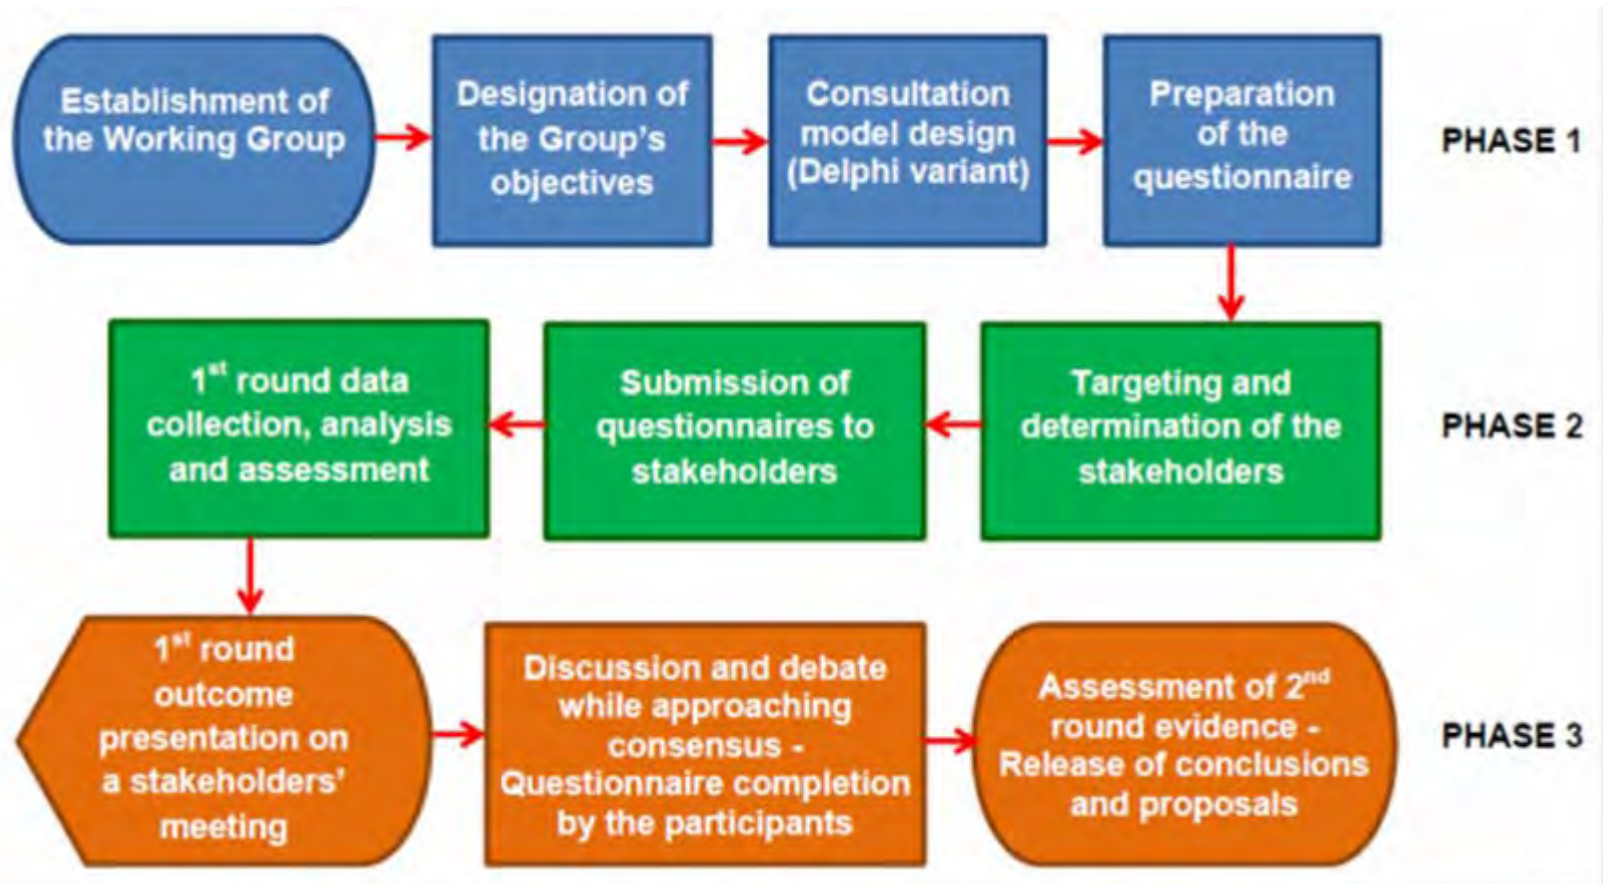 Establishment of
the Working Group
Designation of
the Group's
objectives
Consultation
model design
(Delphi variant)
Preparation
of the
questionnaire
PHASE 1
1st round data
collection, analysis
and assessment
Submission of
questionnaires to
stakeholders
Targeting and
determination of the
stakeholders
PHASE 2
1st round
outcome
presentation on
a stakeholders'
meeting
Discussion and debate
while approaching
consensus -
Questionnaire completion
by the participants
Assessment of 2nd
round evidence -
Release of conclusions
and proposals
PHASE 3